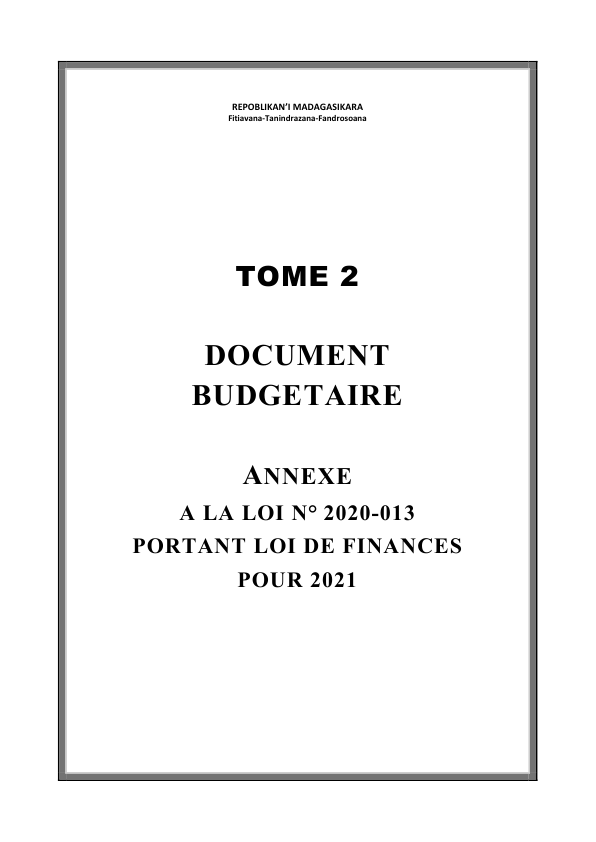 REPOBLIKAN'I MADAGASIKARA
Fitiavana-Tanindrazana-Fandrosoana
TOME 2
DOCUMENT
BUDGETAIRE
ANNEXE
A LA LOI N° 2020-013
PORTANT LOI DE FINANCES
POUR 2021